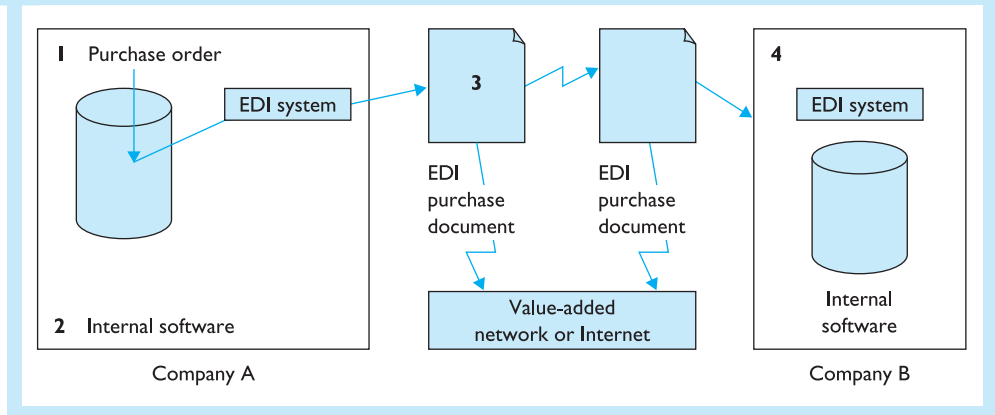 1 Purchase order
EDI system
2 Internal software
Company A
3
EDI
purchase
document
EDI
purchase
document
Value-added
network or Internet
4
EDI system
Internal
software
Company B